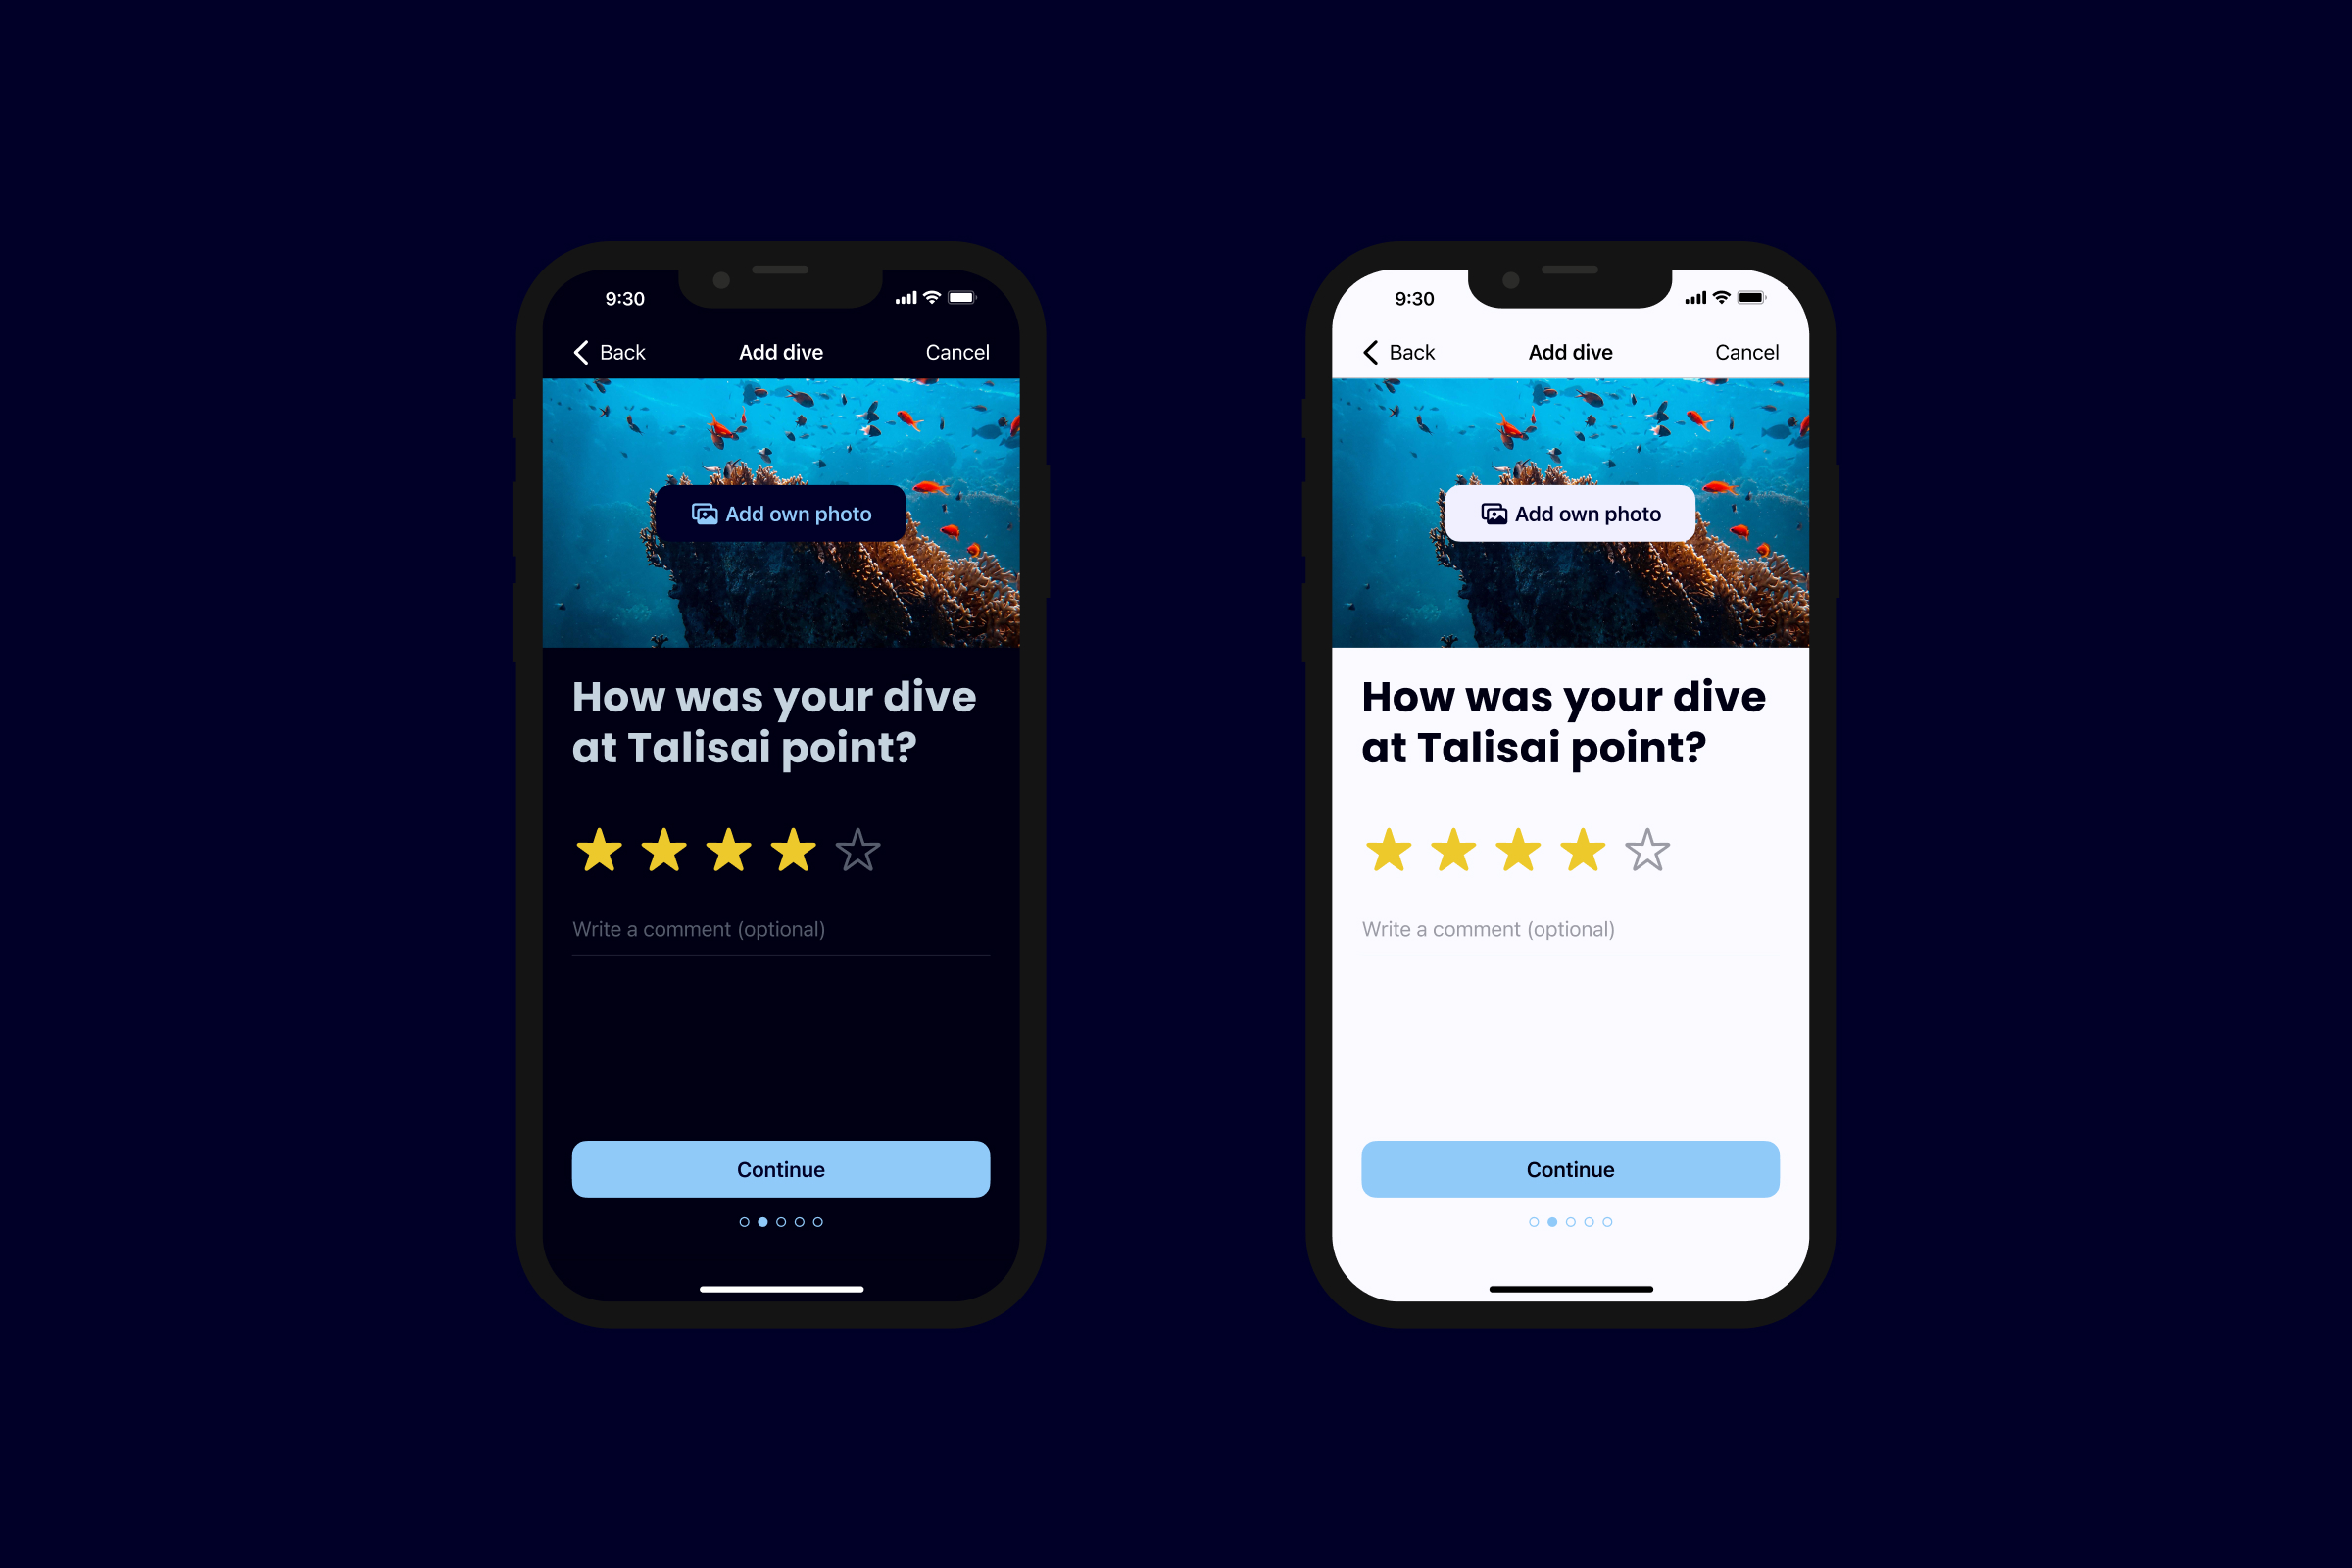 9:30
Back
Add dive
Cancel
Add own photo
How was your dive
at Talisai point?
Write a comment (optional)
Continue
9:30
Back
Add dive
Cancel
Add own photo
How was your dive
at Talisai point?
Write a comment (optional)
Continue